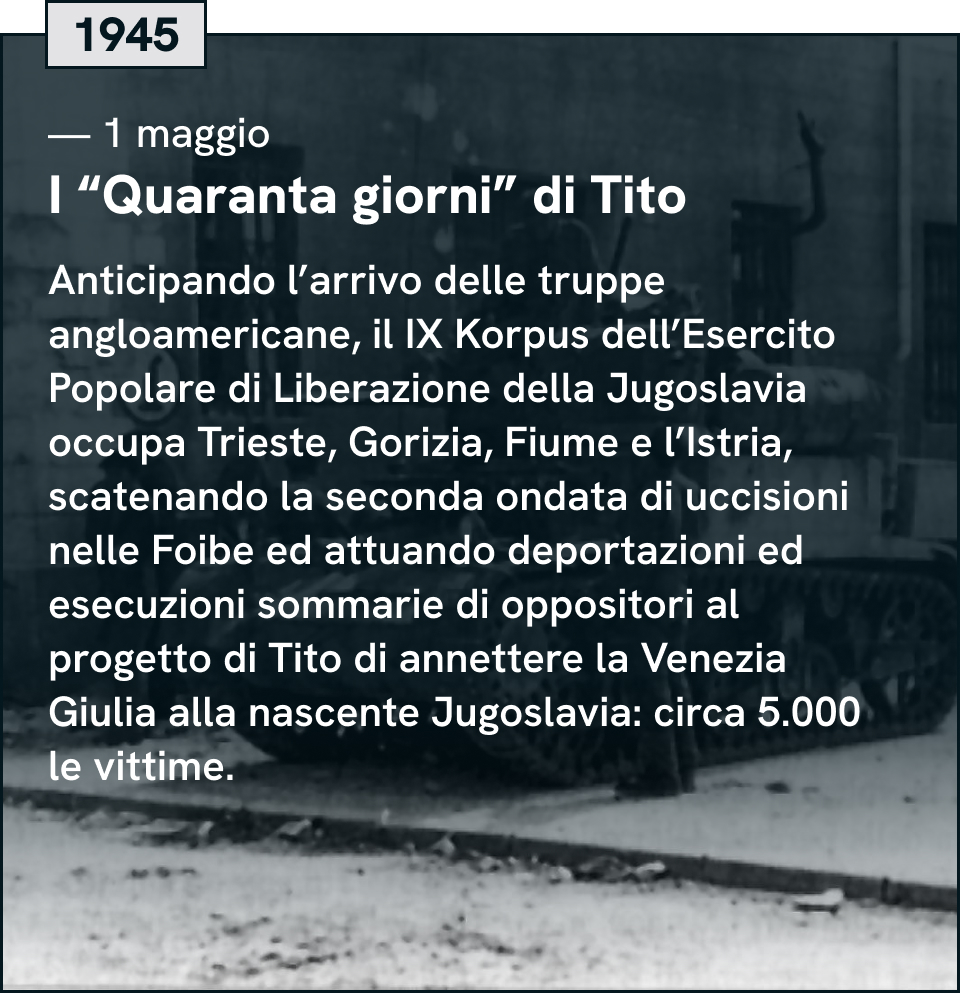 1945
— 1 maggio
I “Quaranta giorni” di Tito
Anticipando l’arrivo delle truppe
angloamericane, il IX Korpus dell’Esercito
Popolare di Liberazione della Jugoslavia
occupa Trieste, Gorizia, Fiume e l’Istria,
scatenando la seconda ondata di uccisioni
nelle Foibe ed attuando deportazioni ed
esecuzioni sommarie di oppositori al
progetto di Tito di annettere la Venezia
Giulia alla nascente Jugoslavia: circa 5.000
le vittime.